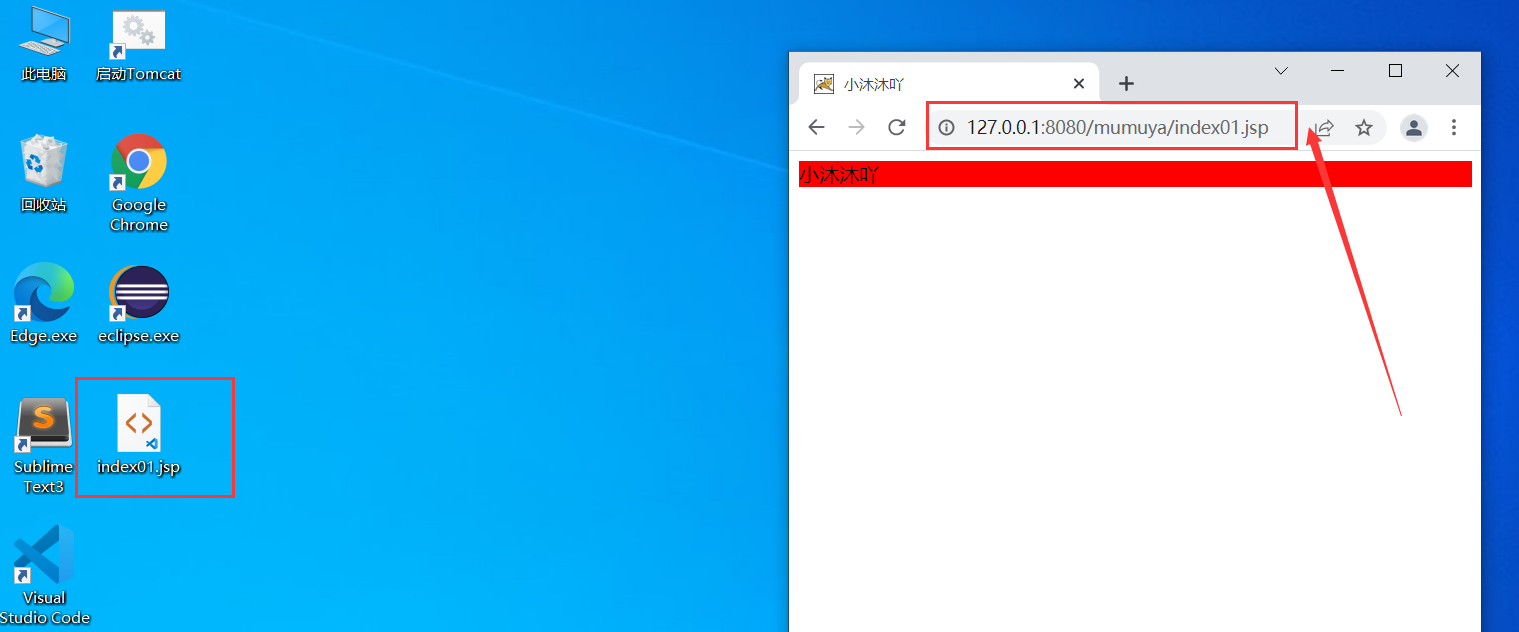 此电脑
启动Tomcat
回收站
Google
Chrome
Edge.exe
eclipse.exe
Sublime
Text3
index01.jsp
Visual
Studio Code
小沐沐吖
127.0.0.1:8080/mumuya/index01.jsp
小沐沐吖